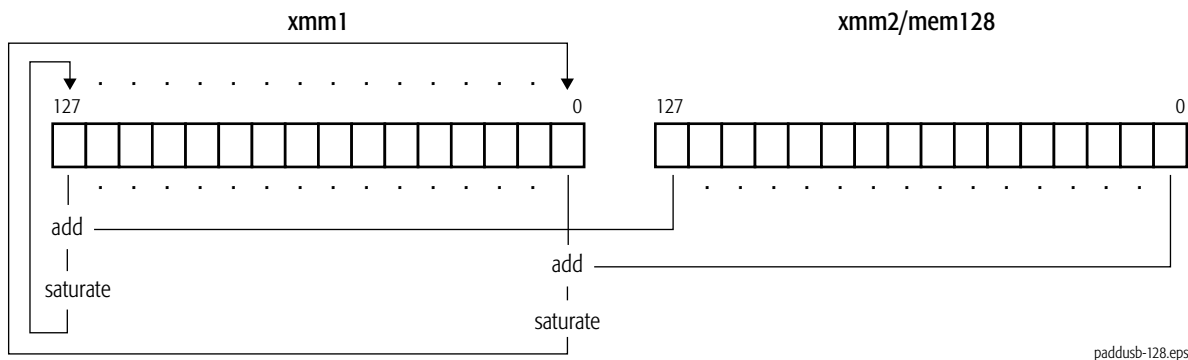 xmm1 xmm2/mem128
127 0 127 0
add
add
saturate
saturate
paddusb-128.eps